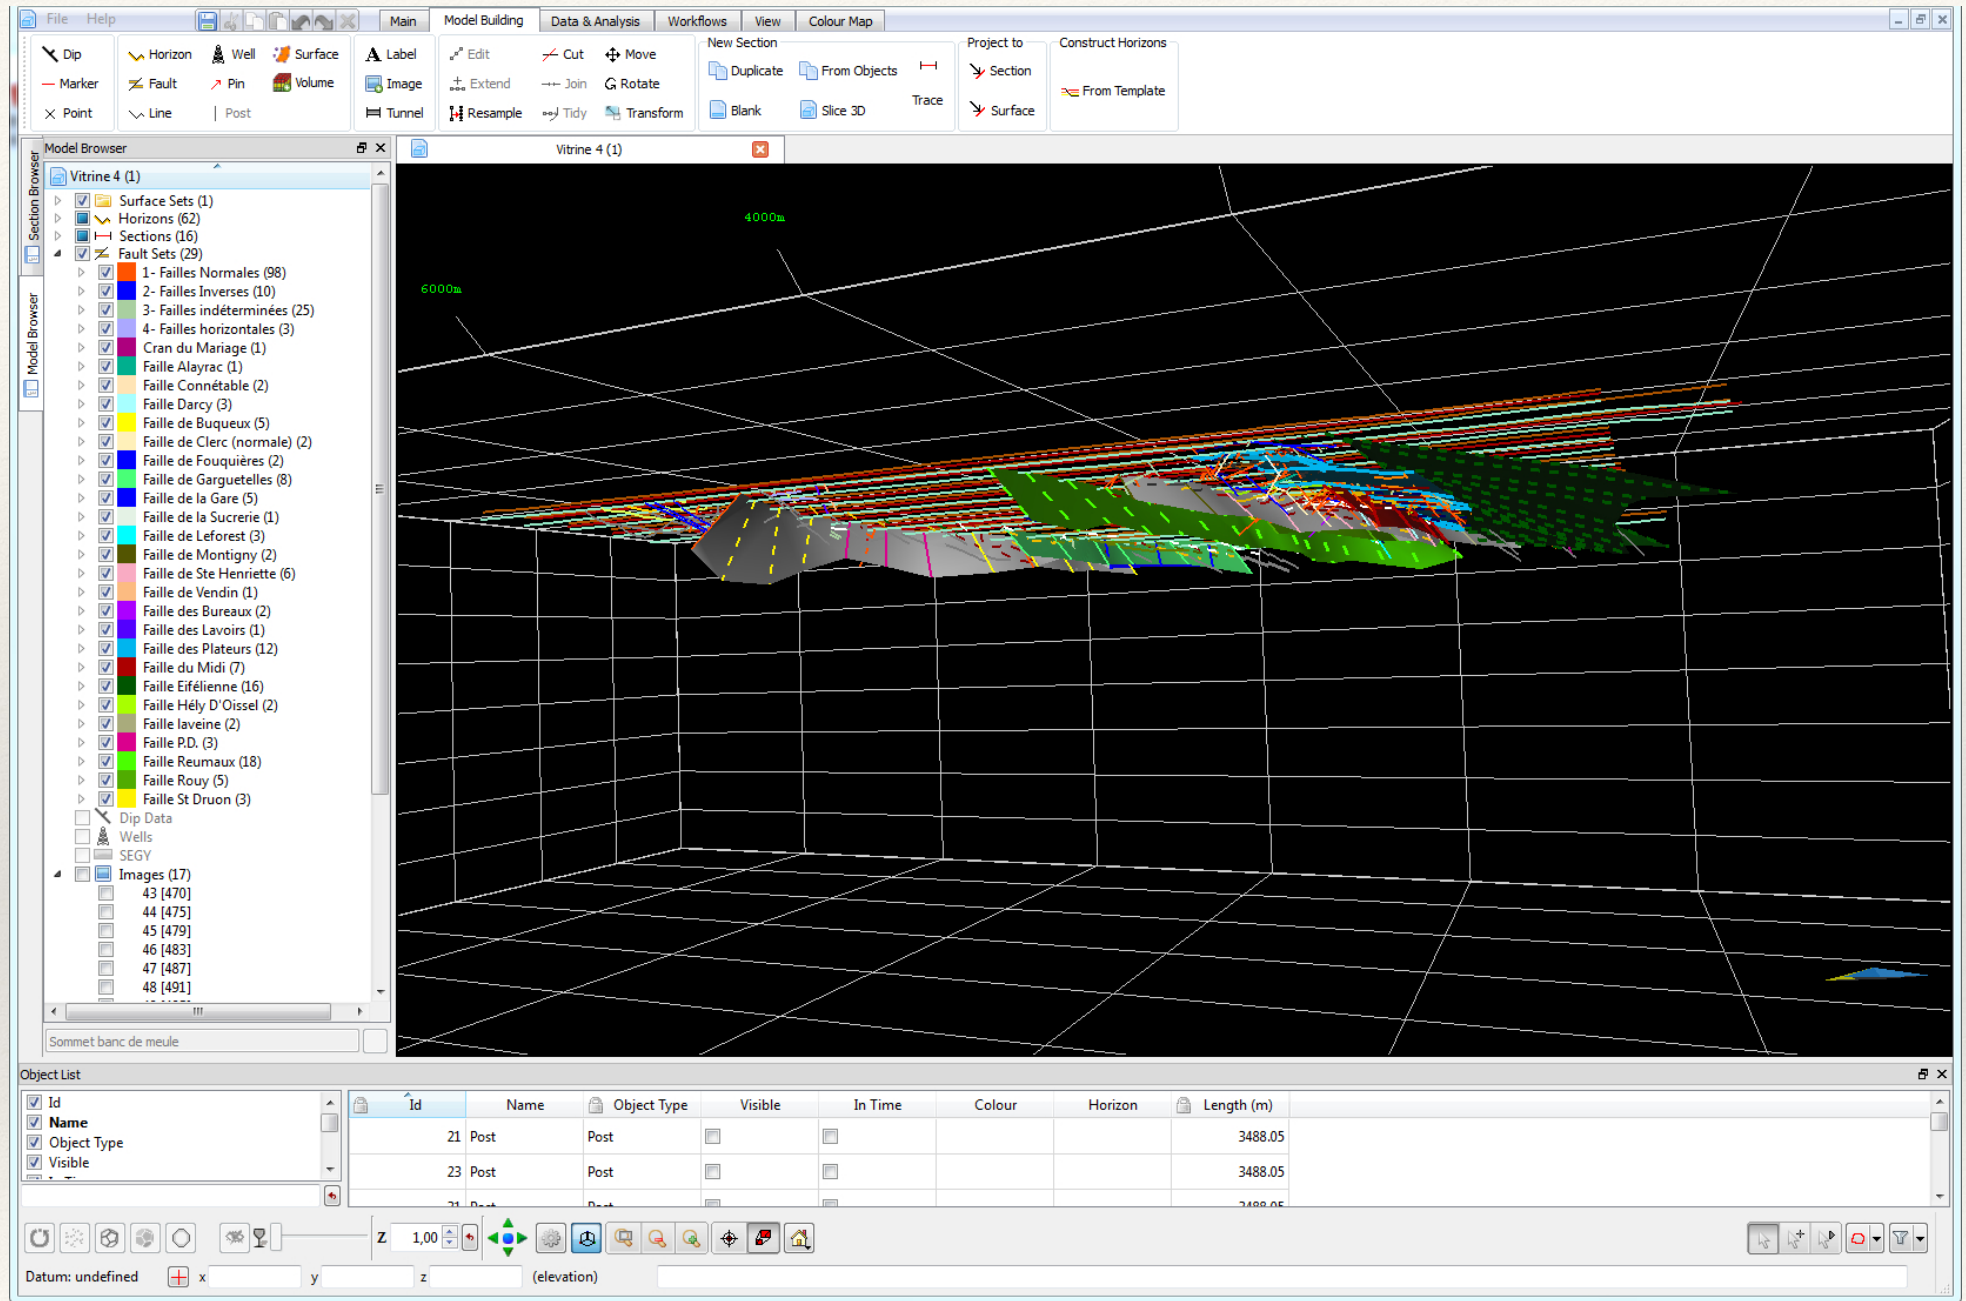 File Help
Main Model Building Data & Analysis Workflows View Colour Map
Dip Horizon Well Surface Label Edit Cut Move
Marker Fault Pin Volume Image Extend Join Rotate
Point Line Post Tunnel Resample Tidy Transform
New Section
Duplicate From Objects
Blank Slice 3D Trace
Project to
Section
Surface
Construct Horizons
From Template
Section Browser
Model Browser
Model Browser
Vitrine 4 (1)
Vitrine 4 (1)
Surface Sets (1)
Horizons (62)
Sections (16)
Fault Sets (29)
1- Failles Normales (98)
2- Failles Inverses (10)
3- Failles indéterminées (25)
4- Failles horizontales (3)
Cran du Mariage (1)
Faille Alayrac (1)
Faille Connétable (2)
Faille Darcy (3)
Faille de Buqueux (5)
Faille de Clerc (normale) (2)
Faille de Fouquières (2)
Faille de Garguetelles (8)
Faille de la Gare (5)
Faille de la Sucrerie (1)
Faille de Leforest (3)
Faille de Montigny (2)
Faille de Ste Henriette (6)
Faille de Vendin (1)
Faille des Bureaux (2)
Faille des Lavoirs (1)
Faille des Plateurs (12)
Faille du Midi (7)
Faille Eifélienne (16)
Faille Hély D'Oissel (2)
Faille laveine (2)
Faille P.D. (3)
Faille Reumaux (18)
Faille Rouy (5)
Faille St Druon (3)
Dip Data
Wells
SEGY
Images (17)
43 [470]
44 [475]
45 [479]
46 [483]
47 [487]
48 [491]
Sommet banc de meule
4000m
6000m
Object List
Id
Name
Object Type
Visible
Id Name Object Type Visible In Time Colour Horizon Length (m)
21 Post Post 3488.05
23 Post Post 3488.05
Z 1,00
Datum: undefined x y z (elevation)